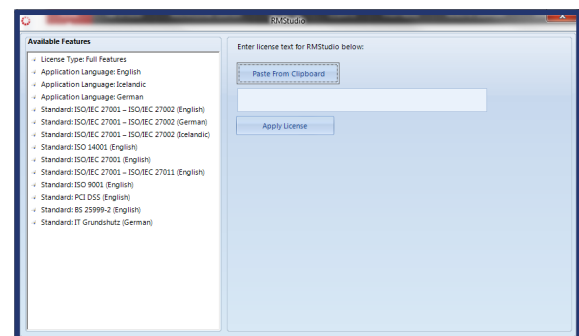 RMStudio
Available Features
License Type: Full Features
Application Language: English
Application Language: Icelandic
Application Language: German
Standard: ISO/IEC 27001 – ISO/IEC 27002 (English)
Standard: ISO/IEC 27001 – ISO/IEC 27002 (German)
Standard: ISO/IEC 27001 – ISO/IEC 27002 (Icelandic)
Standard: ISO 14001 (English)
Standard: ISO/IEC 27001 (English)
Standard: ISO/IEC 27001 – ISO/IEC 27011 (English)
Standard: ISO 9001 (English)
Standard: PCI DSS (English)
Standard: BS 25999-2 (English)
Standard: IT Grundshutz (German)
Enter license text for RMStudio below:
Paste From Clipboard
Apply License